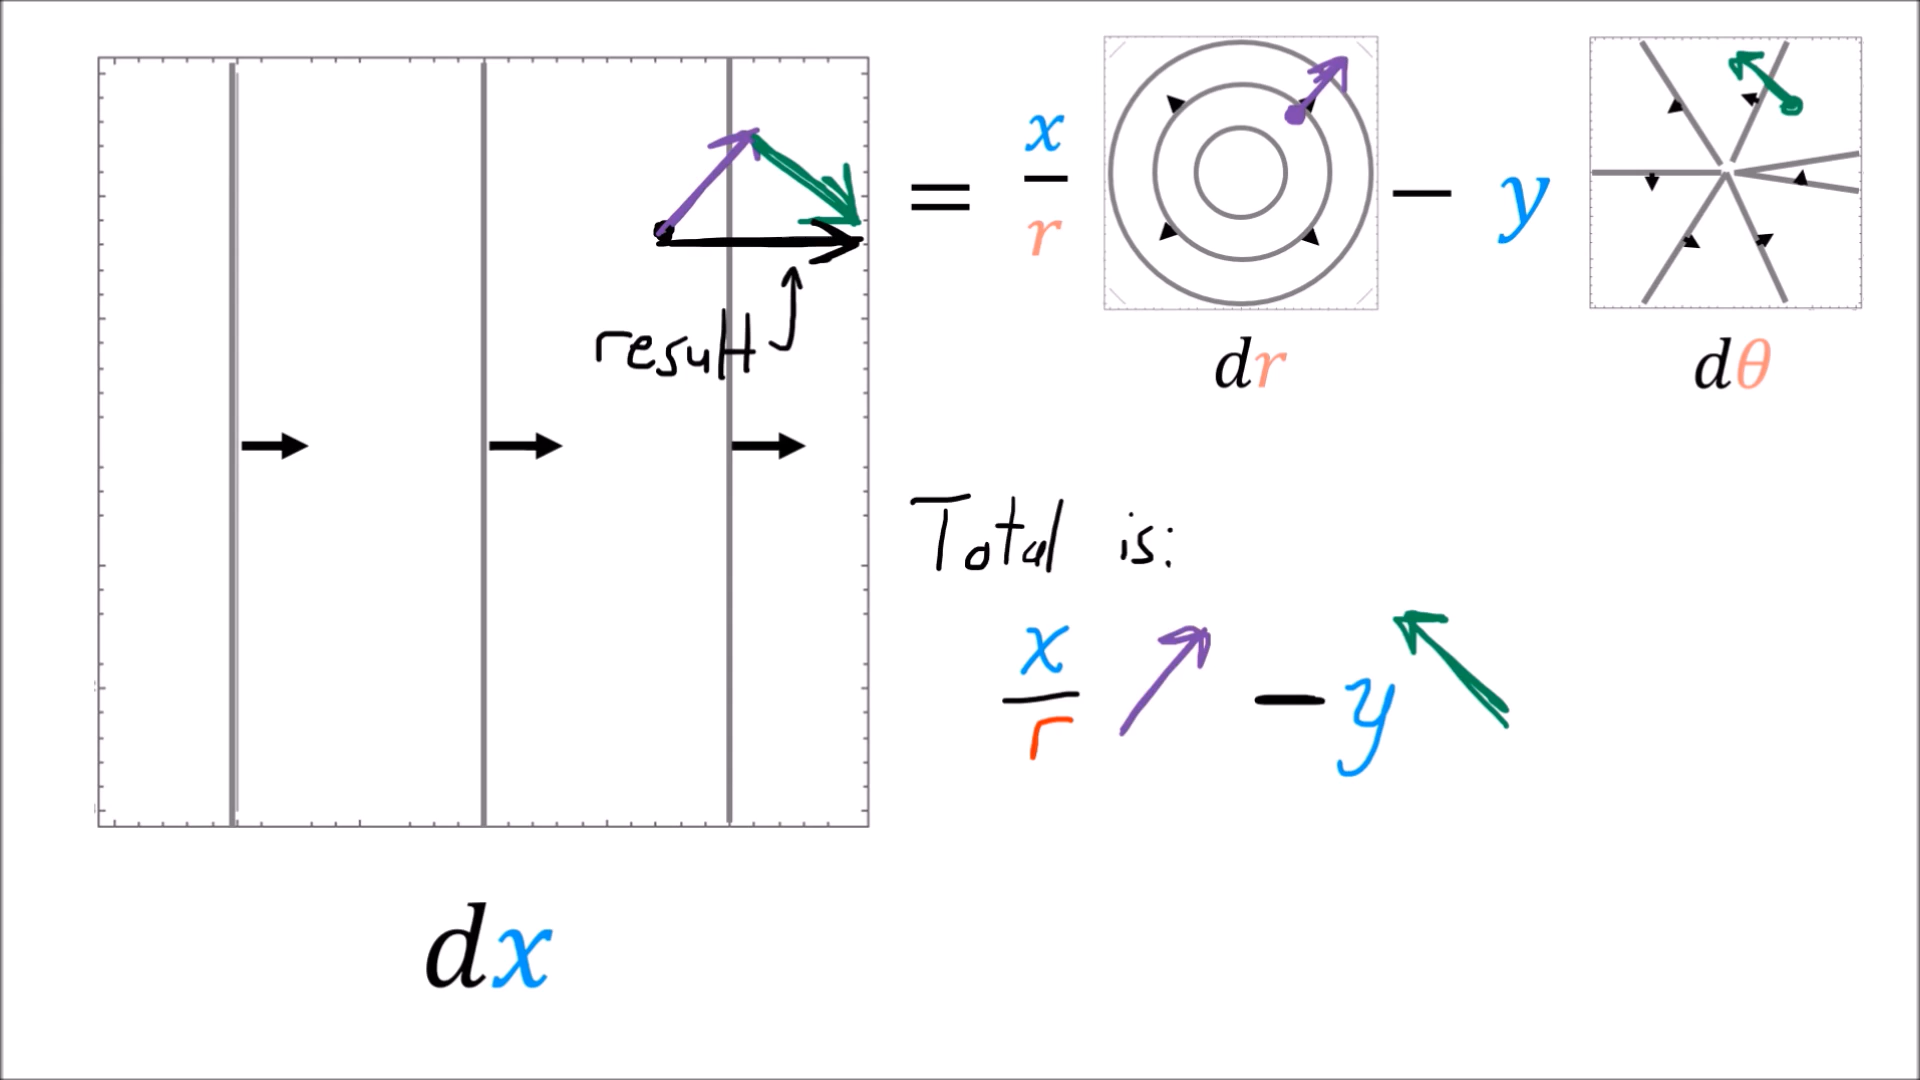 result
dx
= x/r dr − y dθ
Total is:
x/r − y